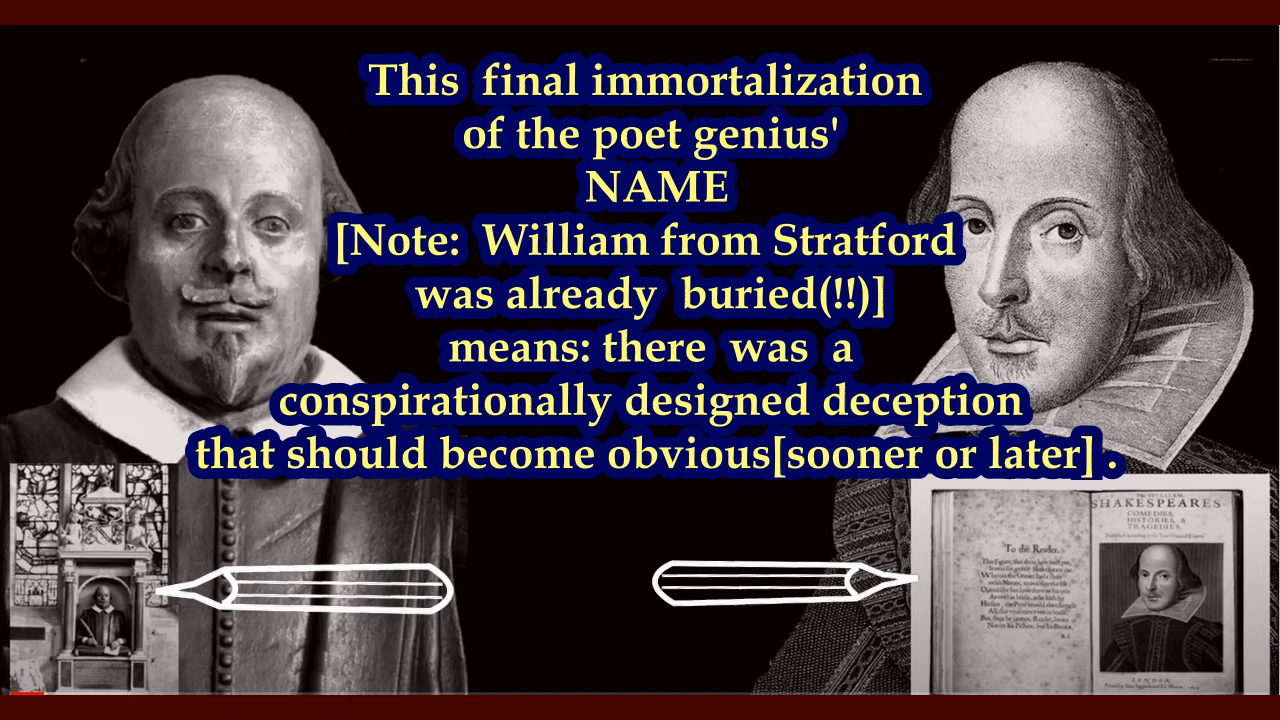 This final immortalization
of the poet genius'
NAME
[Note: William from Stratford
was already buried(!!)]
means: there was a
conspirationally designed deception
that should become obvious[sooner or later] .
To the Reader.
SHAKESPEARES
COMEDIES,
HISTORIES, &
TRAGEDIES.
LONDON